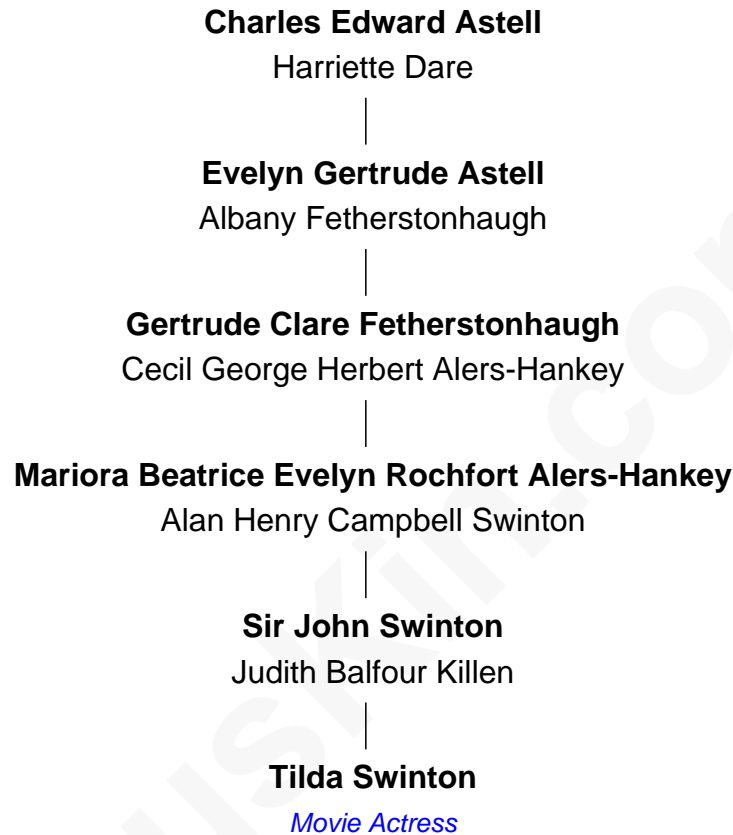 Charles Edward Astell
Harriette Dare
Evelyn Gertrude Astell
Albany Fetherstonhaugh
Gertrude Clare Fetherstonhaugh
Cecil George Herbert Alers-Hankey
Mariora Beatrice Evelyn Rochfort Alers-Hankey
Alan Henry Campbell Swinton
Sir John Swinton
Judith Balfour Killen
Tilda Swinton
Movie Actress